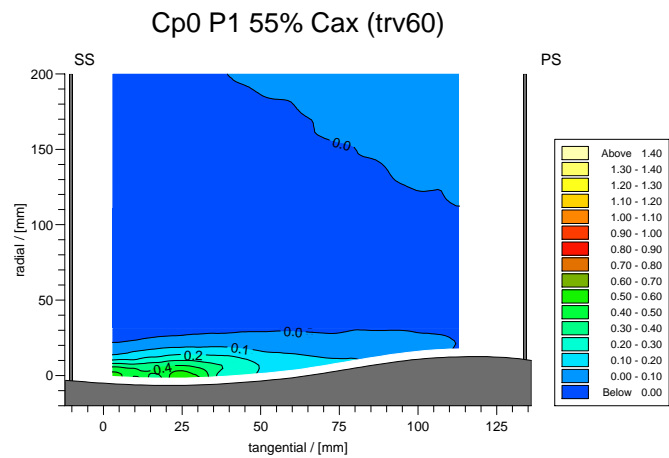 Cp0 P1 55% Cax (trv60)
SS
PS
200
150
100
50
0
radial / [mm]
0
25
50
75
100
125
tangential / [mm]
0.0
0.0
0.1
0.2
0.4
Above 1.40
1.30 - 1.40
1.20 - 1.30
1.10 - 1.20
1.00 - 1.10
0.90 - 1.00
0.80 - 0.90
0.70 - 0.80
0.60 - 0.70
0.50 - 0.60
0.40 - 0.50
0.30 - 0.40
0.20 - 0.30
0.10 - 0.20
0.00 - 0.10
Below 0.00